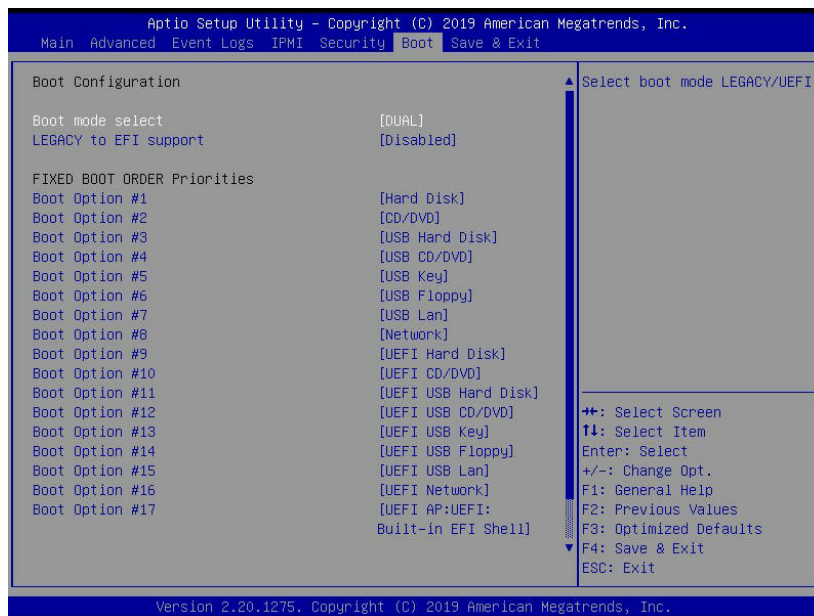 Aptio Setup Utility – Copyright (C) 2019 American Megatrends, Inc.
Main Advanced Event Logs IPMI Security Boot Save & Exit
Boot Configuration
Select boot mode LEGACY/UEFI
Boot mode select [DUAL]
LEGACY to EFI support [Disabled]
FIXED BOOT ORDER Priorities
Boot Option #1 [Hard Disk]
Boot Option #2 [CD/DVD]
Boot Option #3 [USB Hard Disk]
Boot Option #4 [USB CD/DVD]
Boot Option #5 [USB Key]
Boot Option #6 [USB Floppy]
Boot Option #7 [USB Lan]
Boot Option #8 [Network]
Boot Option #9 [UEFI Hard Disk]
Boot Option #10 [UEFI CD/DVD]
Boot Option #11 [UEFI USB Hard Disk]
Boot Option #12 [UEFI USB CD/DVD]
Boot Option #13 [UEFI USB Key]
Boot Option #14 [UEFI USB Floppy]
Boot Option #15 [UEFI USB Lan]
Boot Option #16 [UEFI Network]
Boot Option #17 [UEFI AP:UEFI:
Built-in EFI Shell]
→←: Select Screen
↑↓: Select Item
Enter: Select
+/-: Change Opt.
F1: General Help
F2: Previous Values
F3: Optimized Defaults
F4: Save & Exit
ESC: Exit
Version 2.20.1275. Copyright (C) 2019 American Megatrends, Inc.